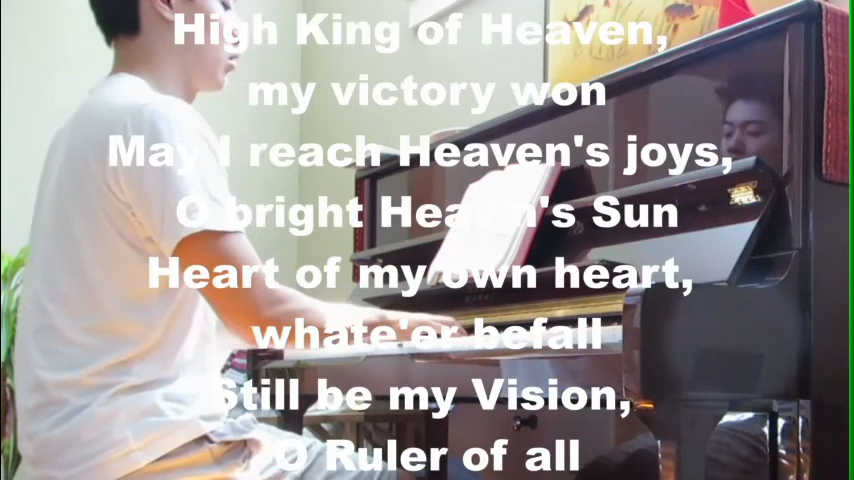 High King of Heaven,
my victory won
May I reach Heaven's joys,
O bright Heaven's Sun
Heart of my own heart,
whate'er befall
Still be my Vision,
O Ruler of all
KAWAI